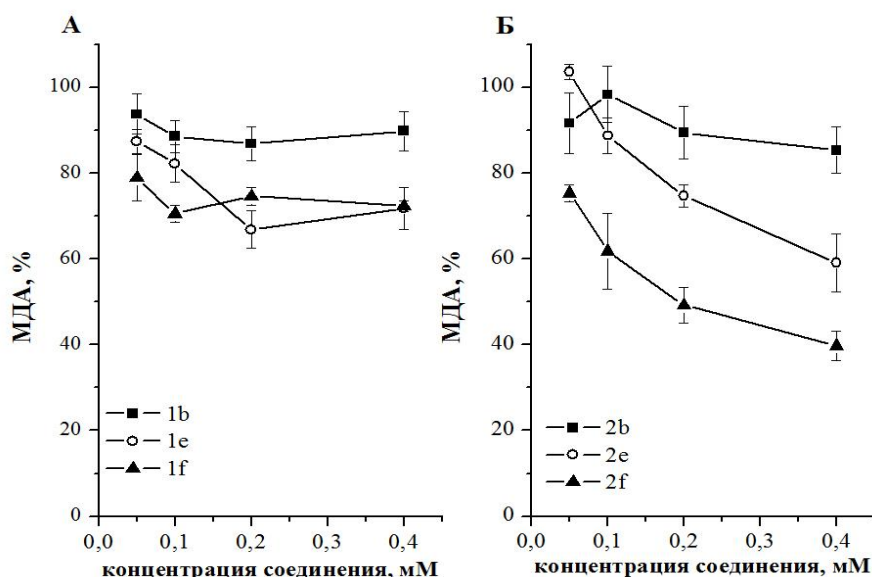 А
МДА, %
100
80
60
40
20
0
1b
1e
1f
0,0
0,1
0,2
0,3
0,4
концентрация соединения, мМ
Б
МДА, %
100
80
60
40
20
0
2b
2e
2f
0,0
0,1
0,2
0,3
0,4
концентрация соединения, мМ